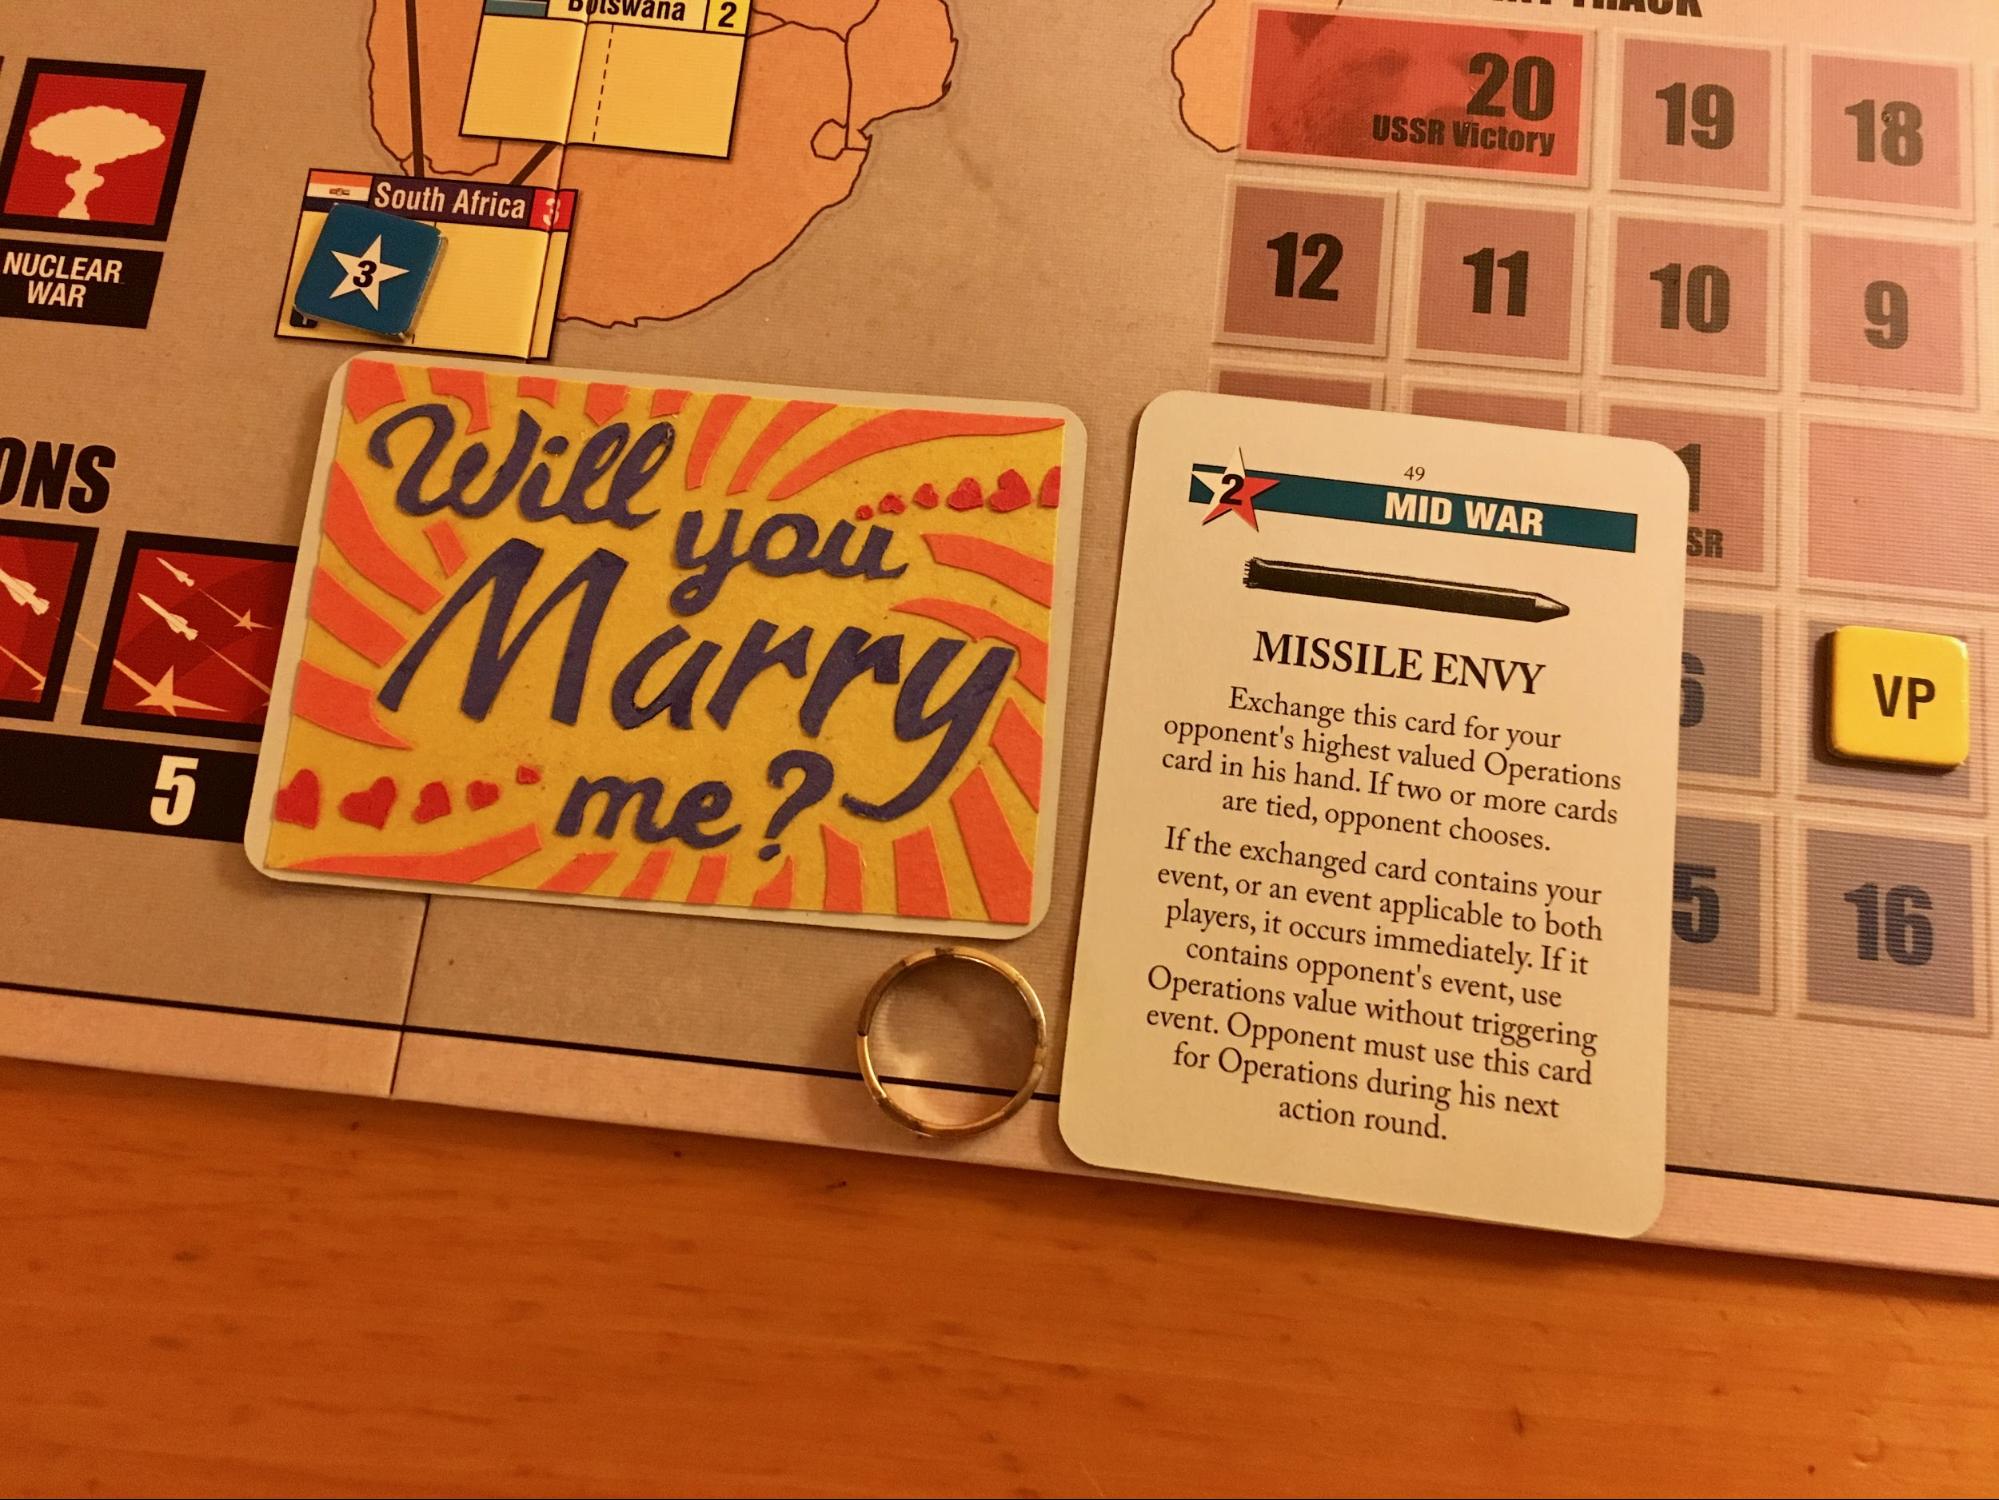 Botswana 2
TRACK
20
USSR Victory
19
18
South Africa 3
3
NUCLEAR
WAR
12
11
10
9
ONS
5
Will
you
Marry
me?
49
2
MID WAR
MISSILE ENVY
Exchange this card for your
opponent's highest valued Operations
card in his hand. If two or more cards
are tied, opponent chooses.
If the exchanged card contains your
event, or an event applicable to both
players, it occurs immediately. If it
contains opponent's event, use
Operations value without triggering
event. Opponent must use this card
for Operations during his next
action round.
1
SR
VP
5
16